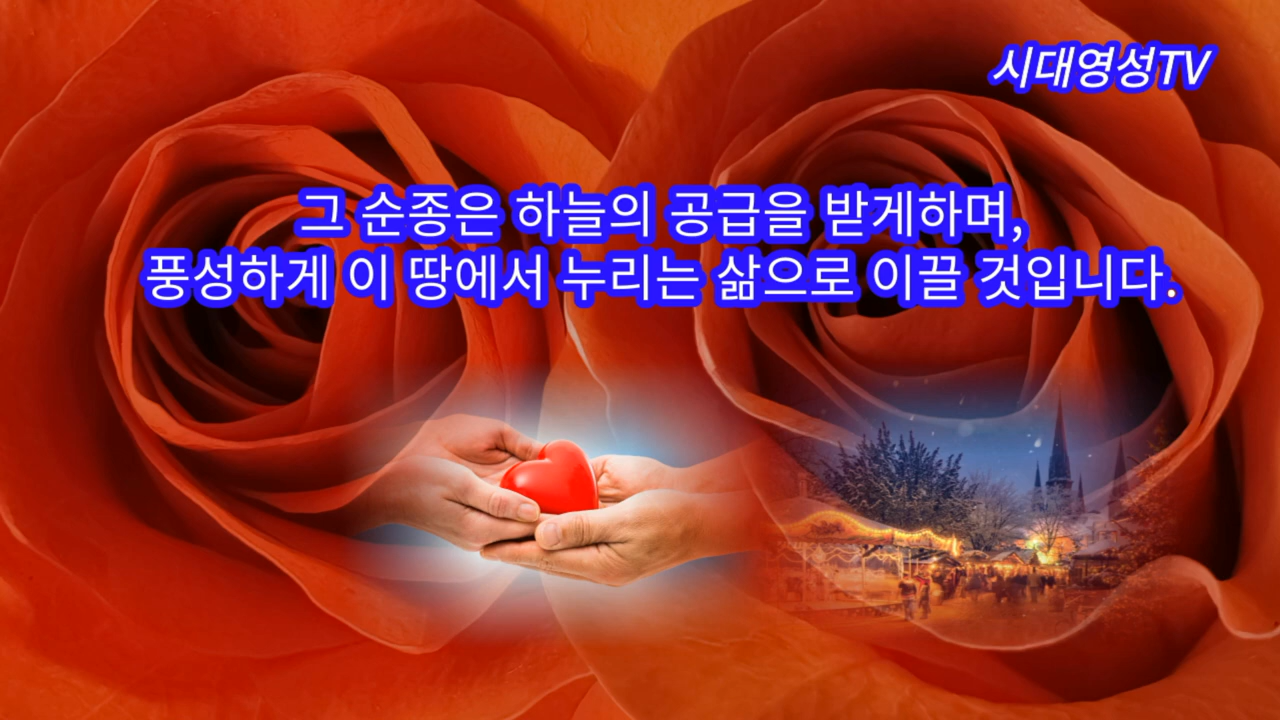 시대영성TV
그 순종은 하늘의 공급을 받게하며,
풍성하게 이 땅에서 누리는 삶으로 이끌 것입니다.